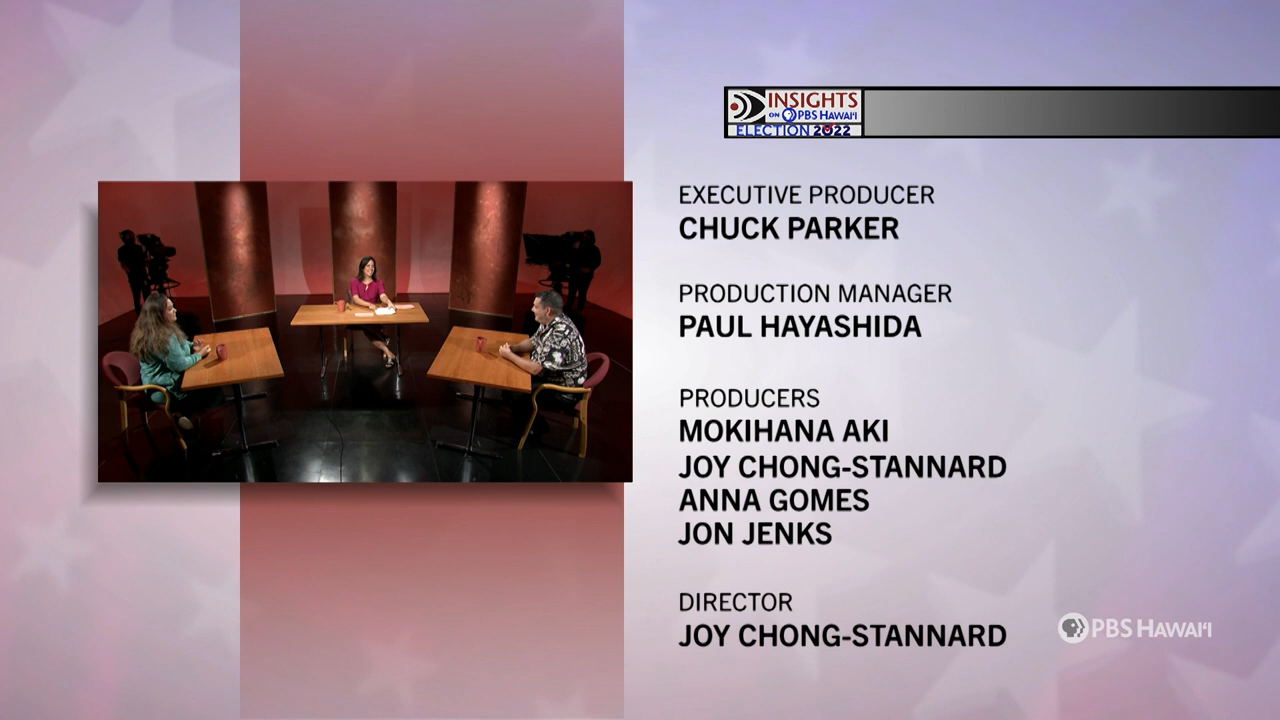 INSIGHTS
ON PBS HAWAIʻI
ELECTION 2022
EXECUTIVE PRODUCER
CHUCK PARKER
PRODUCTION MANAGER
PAUL HAYASHIDA
PRODUCERS
MOKIHANA AKI
JOY CHONG-STANNARD
ANNA GOMES
JON JENKS
DIRECTOR
JOY CHONG-STANNARD
PBS HAWAIʻI